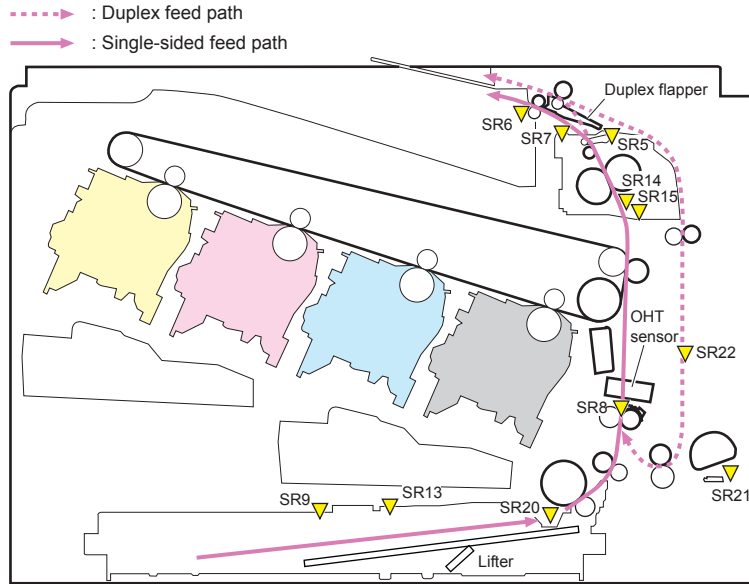 : Duplex feed path
: Single-sided feed path
Duplex flapper
SR6
SR7
SR5
SR14
SR15
OHT
sensor
SR22
SR8
SR21
SR9
SR13
SR20
Lifter